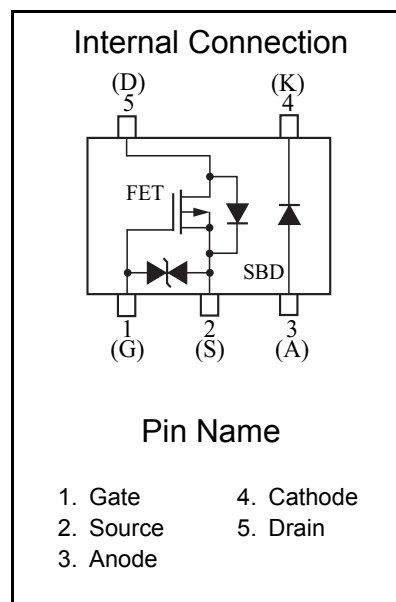 Internal Connection
(D) (K)
5 4
FET
SBD
1 2 3
(G) (S) (A)
Pin Name
1. Gate 4. Cathode
2. Source 5. Drain
3. Anode